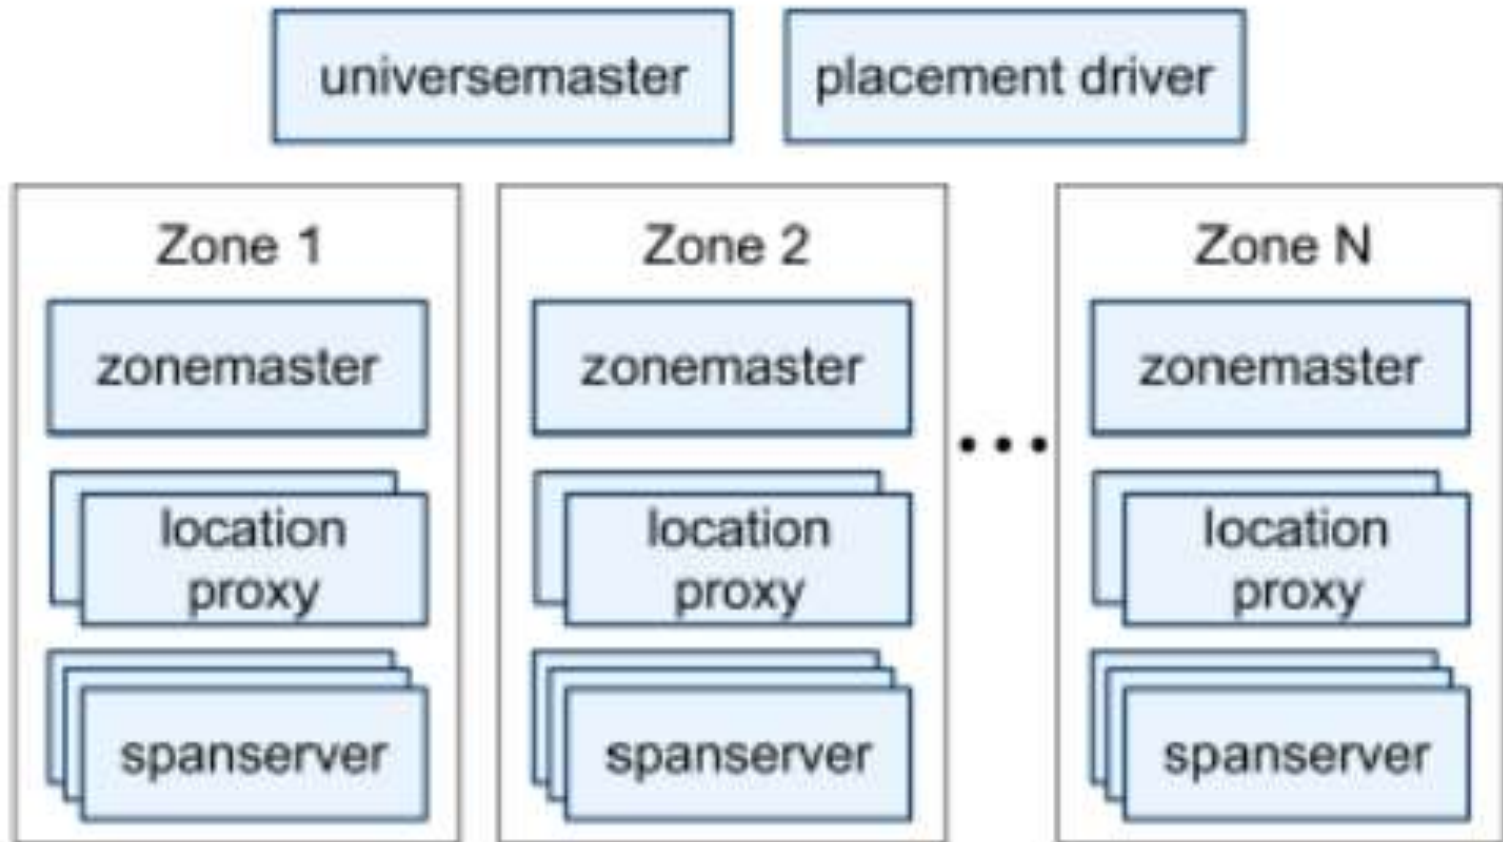 universemaster
placement driver
Zone 1
zonemaster
location
proxy
spanserver
Zone 2
zonemaster
location
proxy
spanserver
Zone N
zonemaster
location
proxy
spanserver